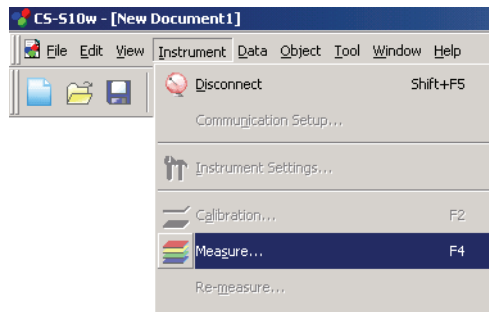 CS-S10w - [New Document1]
File Edit View Instrument Data Object Tool Window Help
Disconnect Shift+F5
Communication Setup...
Instrument Settings...
Calibration... F2
Measure... F4
Re-measure...